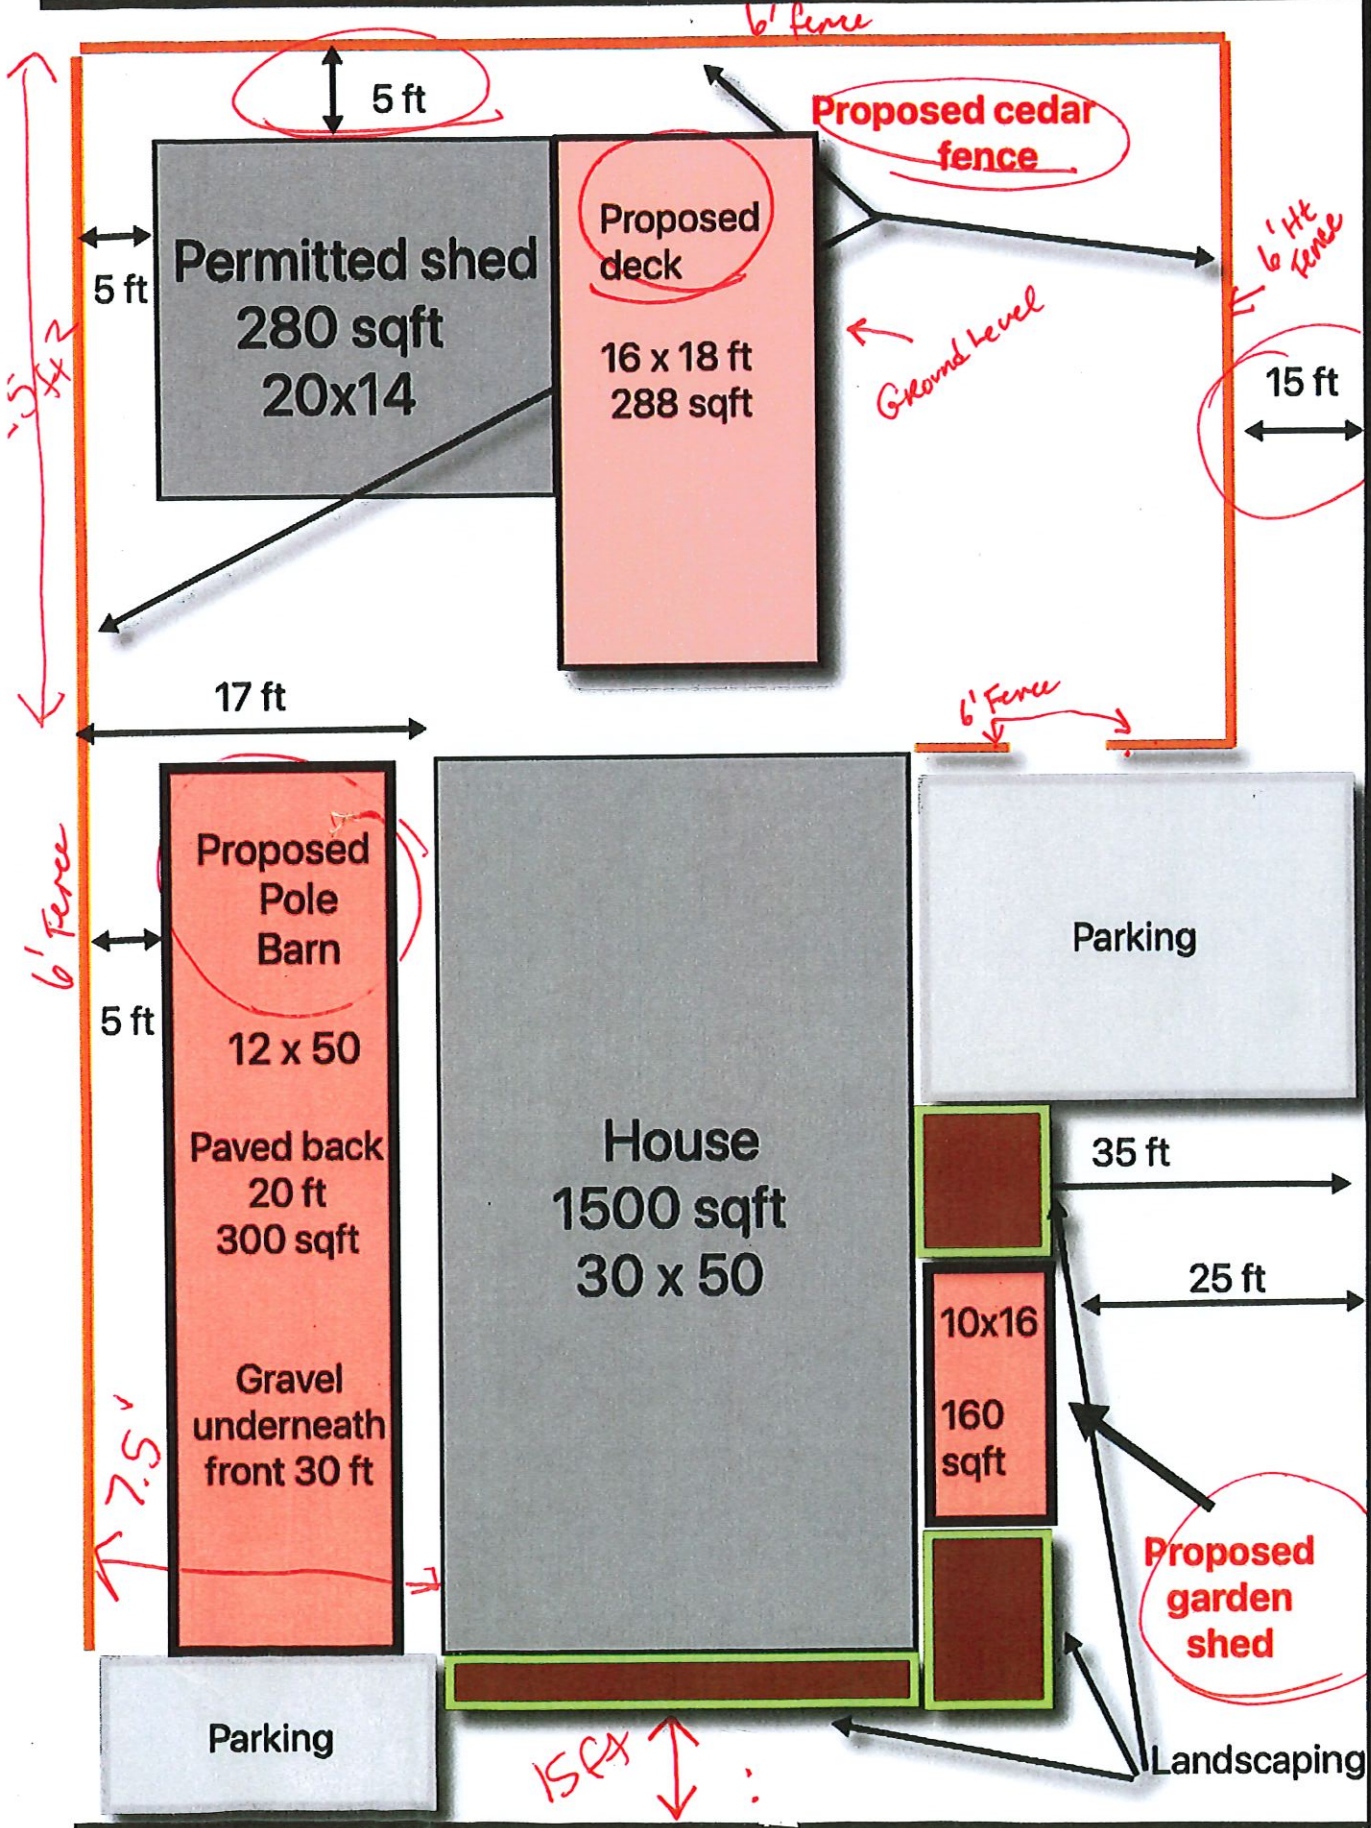 6' fence
5 ft
Proposed cedar
fence
5 ft
Permitted shed
280 sqft
20x14
Proposed
deck
16 x 18 ft
288 sqft
Ground Level
6' Ht
Fence
15 ft
17 ft
6' Fence
6' Fence
Proposed
Pole
Barn
5 ft
12 x 50
Paved back
20 ft
300 sqft
Gravel
underneath
front 30 ft
7.5'
House
1500 sqft
30 x 50
Parking
35 ft
25 ft
10x16
160
sqft
Proposed
garden
shed
Parking
15 ft
Landscaping